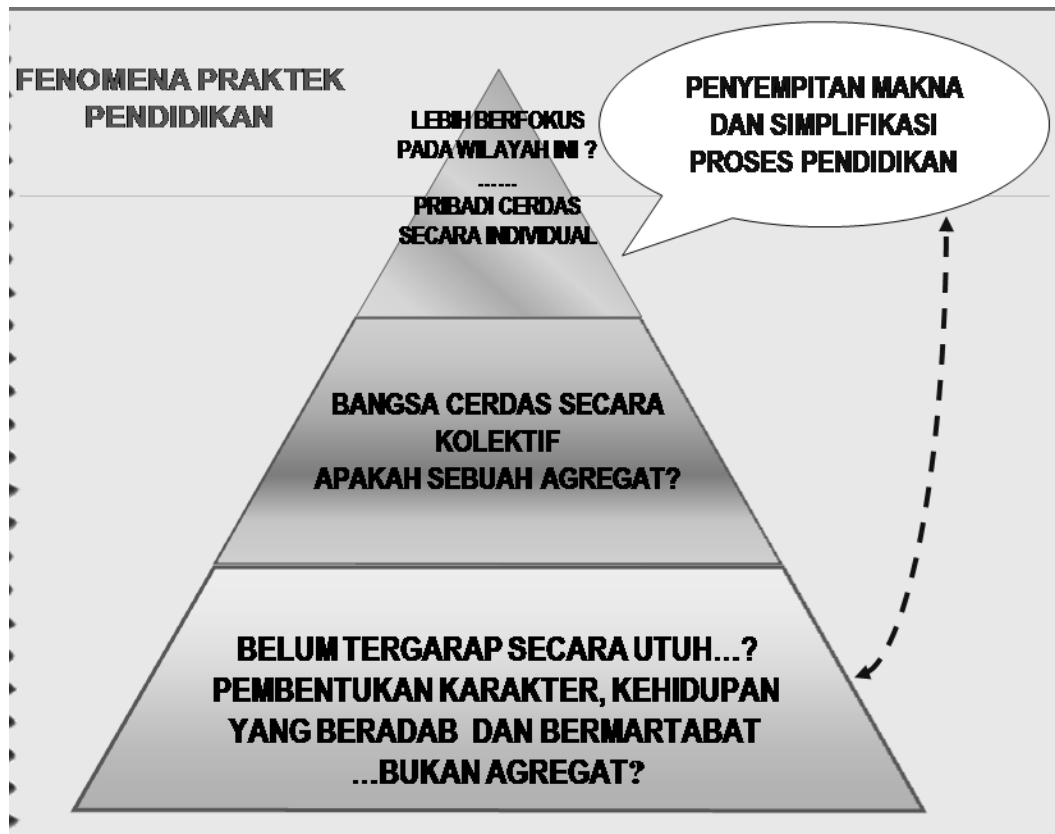 FENOMENA PRAKTEK
PENDIDIKAN
LEBIH BERFOKUS
PADA WILAYAH INI ?
......
PRIBADI CERDAS
SECARA INDIVIDUAL
PENYEMPITAN MAKNA
DAN SIMPLIFIKASI
PROSES PENDIDIKAN
BANGSA CERDAS SECARA
KOLEKTIF
APAKAH SEBUAH AGREGAT?
BELUM TERGARAP SECARA UTUH...?
PEMBENTUKAN KARAKTER, KEHIDUPAN
YANG BERADAB DAN BERMARTABAT
...BUKAN AGREGAT?